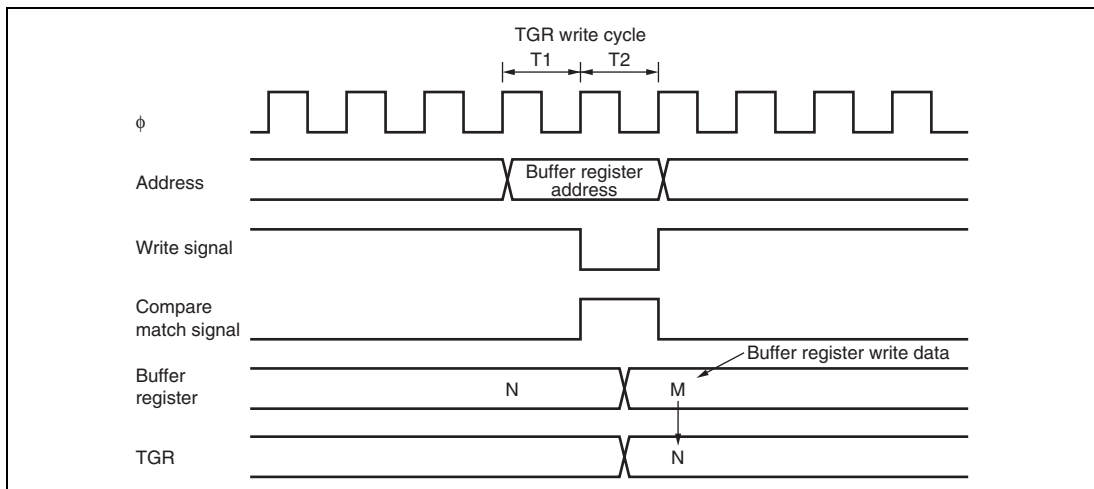 TGR write cycle
T1 T2
ϕ
Address
Buffer register
address
Write signal
Compare
match signal
Buffer register write data
Buffer
register
N M
TGR
N